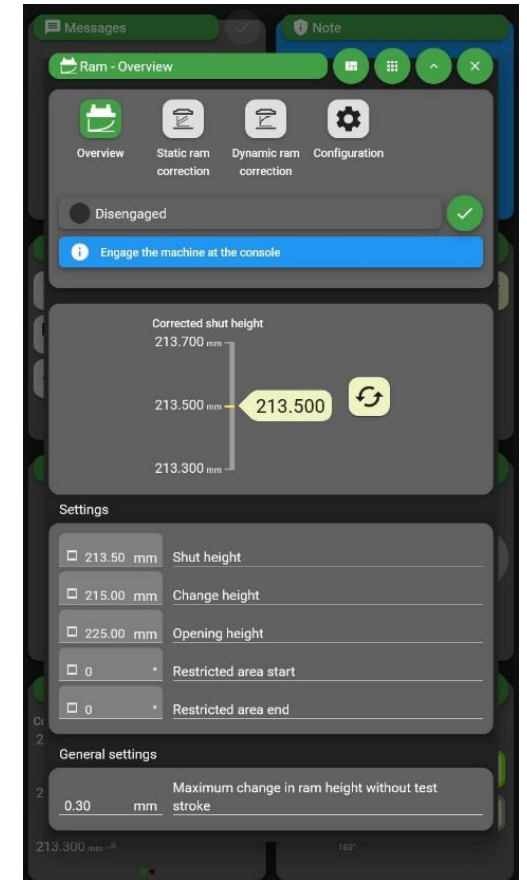 Messages
Note
Ram - Overview
Overview
Static ram
correction
Dynamic ram
correction
Configuration
Disengaged
Engage the machine at the console
Corrected shut height
213.700 mm
213.500 mm
213.500
213.300 mm
Settings
213.50 mm Shut height
215.00 mm Change height
225.00 mm Opening height
0 ° Restricted area start
0 ° Restricted area end
General settings
0.30 mm Maximum change in ram height without test
stroke
213.300 mm
180°